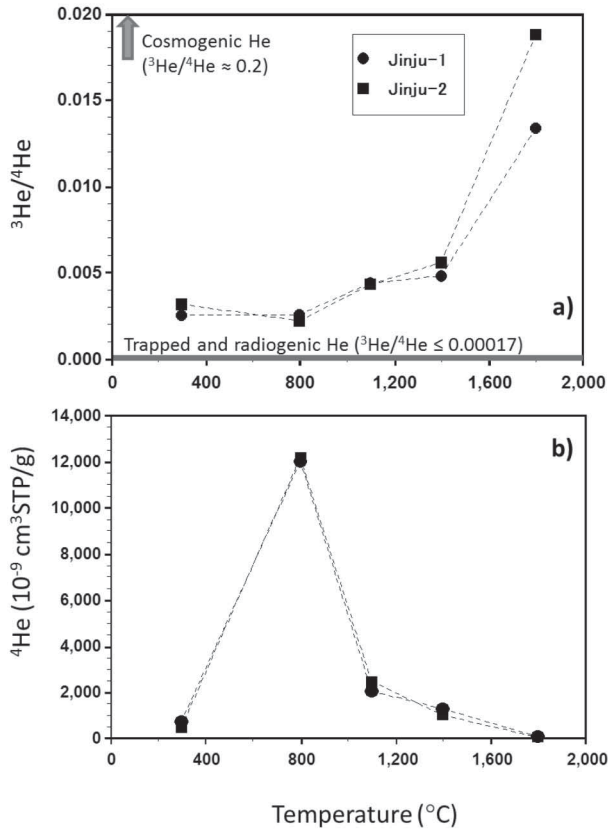 0.020
0.015
0.010
0.005
0.000
³He/⁴He
Cosmogenic He
(³He/⁴He ≈ 0.2)
Jinju-1
Jinju-2
a)
Trapped and radiogenic He (³He/⁴He ≤ 0.00017)
0 400 800 1,200 1,600 2,000
14,000
12,000
10,000
8,000
6,000
4,000
2,000
0
⁴He (10⁻⁹ cm³STP/g)
b)
0 400 800 1,200 1,600 2,000
Temperature (°C)